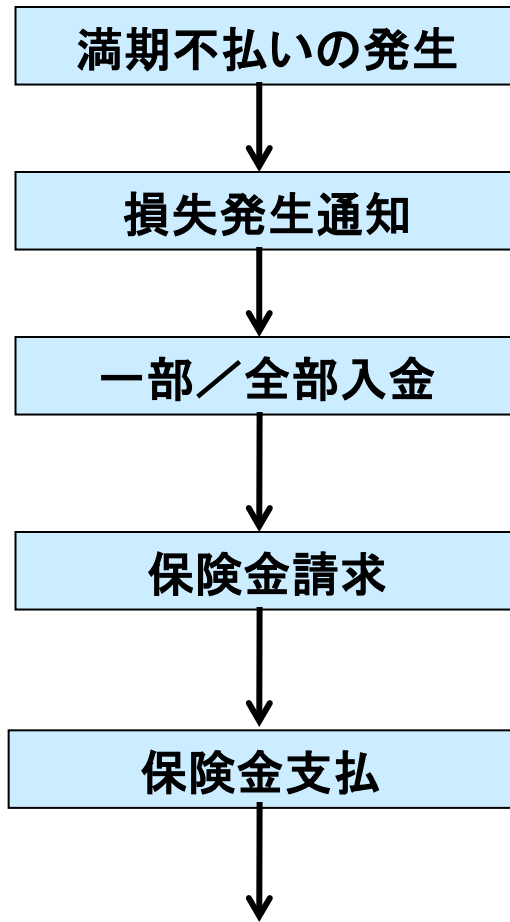 満期不払いの発生
損失発生通知
一部／全部入金
保険金請求
保険金支払